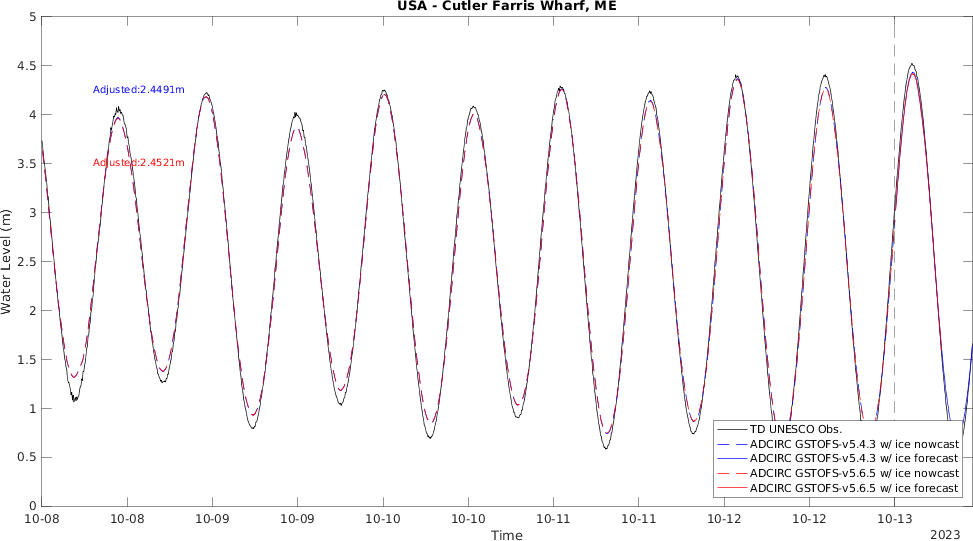 USA - Cutler Farris Wharf, ME
Water Level (m)
5
4.5
4
3.5
3
2.5
2
1.5
1
0.5
0
Adjusted:2.4491m
Adjusted:2.4521m
TD UNESCO Obs.
ADCIRC GSTOFS-v5.4.3 w/ ice nowcast
ADCIRC GSTOFS-v5.4.3 w/ ice forecast
ADCIRC GSTOFS-v5.6.5 w/ ice nowcast
ADCIRC GSTOFS-v5.6.5 w/ ice forecast
10-08 10-08 10-09 10-09 10-10 10-10 10-11 10-11 10-12 10-12 10-13
Time
2023